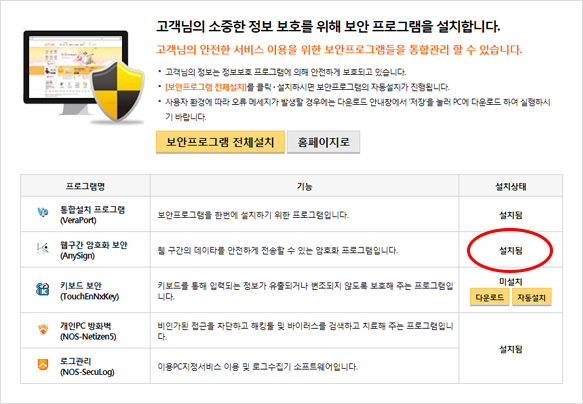 고객님의 소중한 정보 보호를 위해 보안 프로그램을 설치합니다.
고객님의 안전한 서비스 이용을 위한 보안프로그램들을 통합관리 할 수 있습니다.
• 고객님의 정보는 정보보호 프로그램에 의해 안전하게 보호되고 있습니다.
• [보안프로그램 전체설치]를 클릭·설치하시면 보안프로그램의 자동설치가 진행됩니다.
• 사용자 환경에 따라 오류 메세지가 발생할 경우에는 다운로드 안내창에서 '저장'을 눌러 PC에 다운로드 하여 실행하시
기 바랍니다.
보안프로그램 전체설치 홈페이지로
프로그램명 기능 설치상태
통합설치 프로그램
(VeraPort)
보안프로그램을 한번에 설치하기 위한 프로그램입니다.
설치됨
웹구간 암호화 보안
(AnySign)
웹 구간의 데이타를 안전하게 전송할 수 있는 암호화 프로그램입니다.
설치됨
키보드 보안
(TouchEnNxKey)
키보드를 통해 입력되는 정보가 유출되거나 변조되지 않도록 보호해 주는 프로그램입
니다.
미설치
다운로드 자동설치
개인PC 방화벽
(NOS-Netizen5)
비인가된 접근을 차단하고 해킹툴 및 바이러스를 검색하고 치료해 주는 프로그램입니
다.
설치됨
로그관리
(NOS-SecuLog)
이용PC지정서비스 이용 및 로그수집기 소프트웨어입니다.